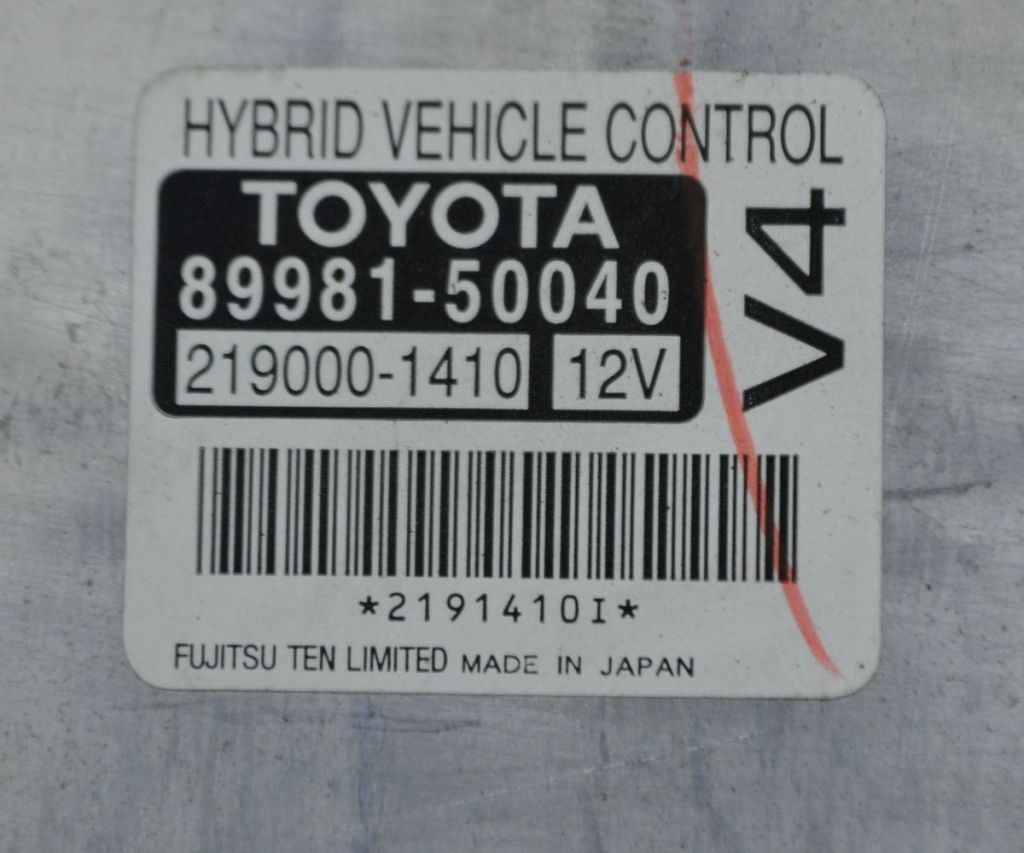 HYBRID VEHICLE CONTROL
TOYOTA
89981-50040
219000-1410 12V
V4
*2191410I*
FUJITSU TEN LIMITED MADE IN JAPAN